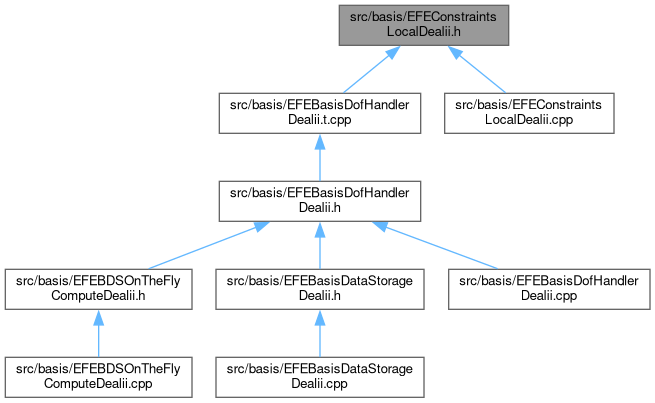 src/basis/EFEConstraints
LocalDealii.h
src/basis/EFEBasisDofHandler
Dealii.t.cpp
src/basis/EFEConstraints
LocalDealii.cpp
src/basis/EFEBasisDofHandler
Dealii.h
src/basis/EFEBDSOnTheFly
ComputeDealii.h
src/basis/EFEBasisDataStorage
Dealii.h
src/basis/EFEBasisDofHandler
Dealii.cpp
src/basis/EFEBDSOnTheFly
ComputeDealii.cpp
src/basis/EFEBasisDataStorage
Dealii.cpp